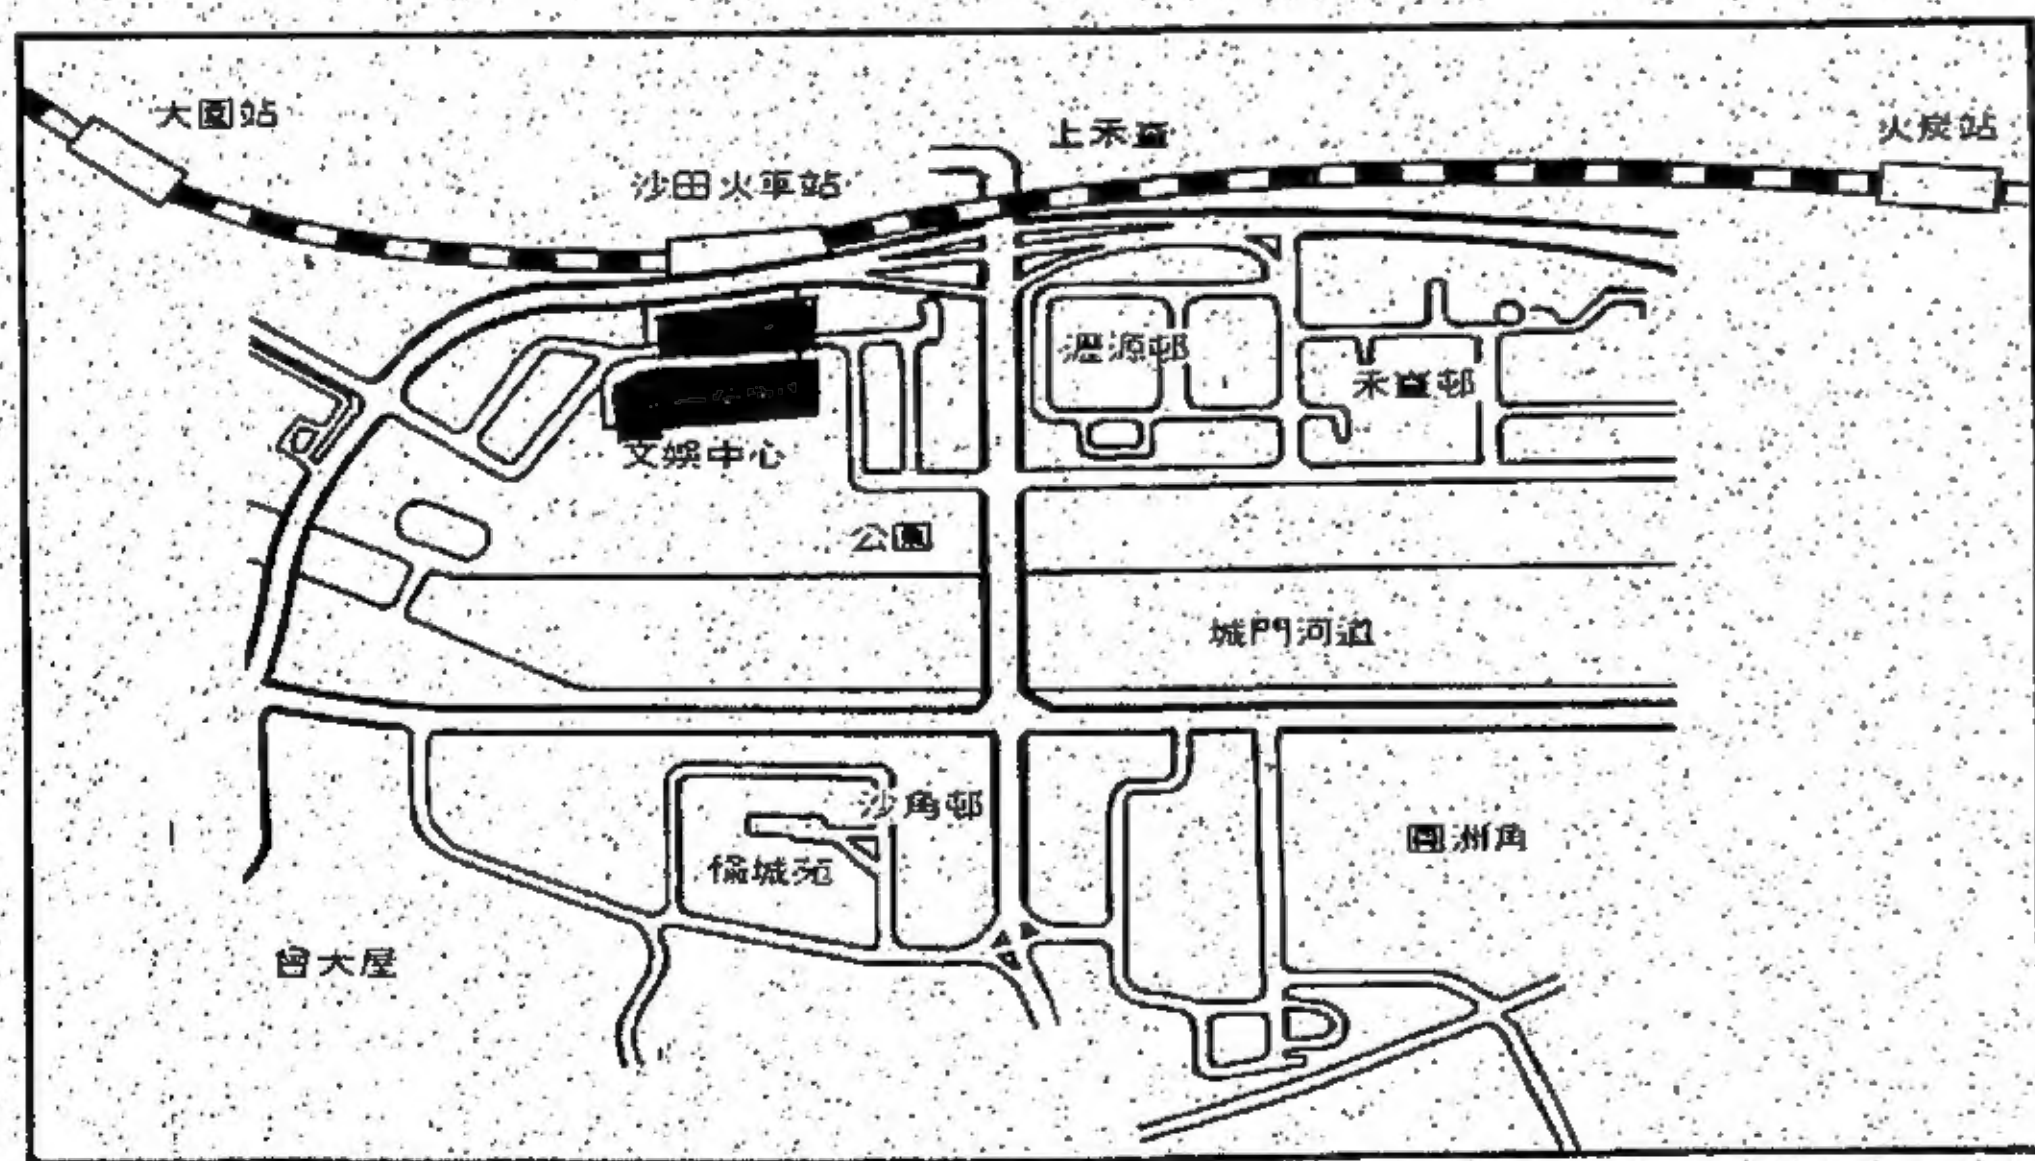 大圍站
上禾輋
火炭站
沙田火車站
瀝源邨
禾輋邨
文娛中心
公園
城門河道
沙角邨
圓洲角
愉城苑
曾大屋